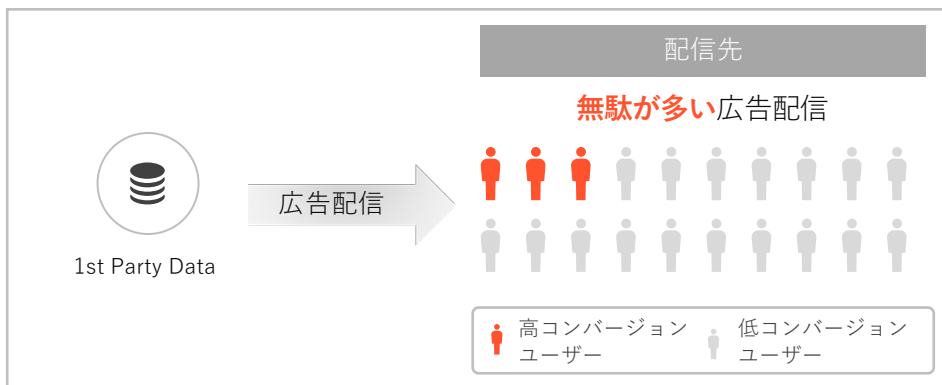 配信先
無駄が多い広告配信
広告配信
1st Party Data
高コンバージョン
ユーザー
低コンバージョン
ユーザー